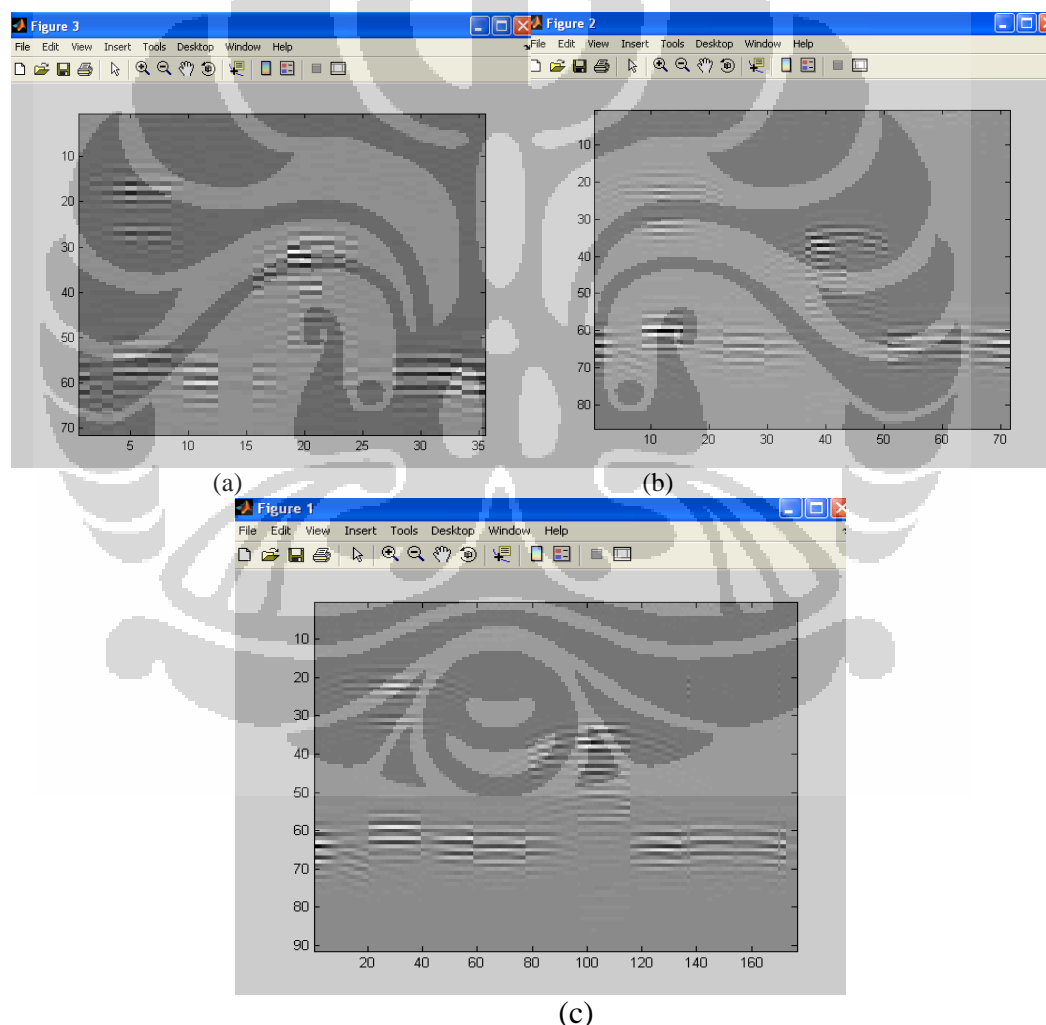 Figure 3
File Edit View Insert Tools Desktop Window Help
10
20
30
40
50
60
70
5 10 15 20 25 30 35
(a)
Figure 2
File Edit View Insert Tools Desktop Window Help
10
20
30
40
50
60
70
80
10 20 30 40 50 60 70
(b)
Figure 1
File Edit View Insert Tools Desktop Window Help
10
20
30
40
50
60
70
80
90
20 40 60 80 100 120 140 160
(c)